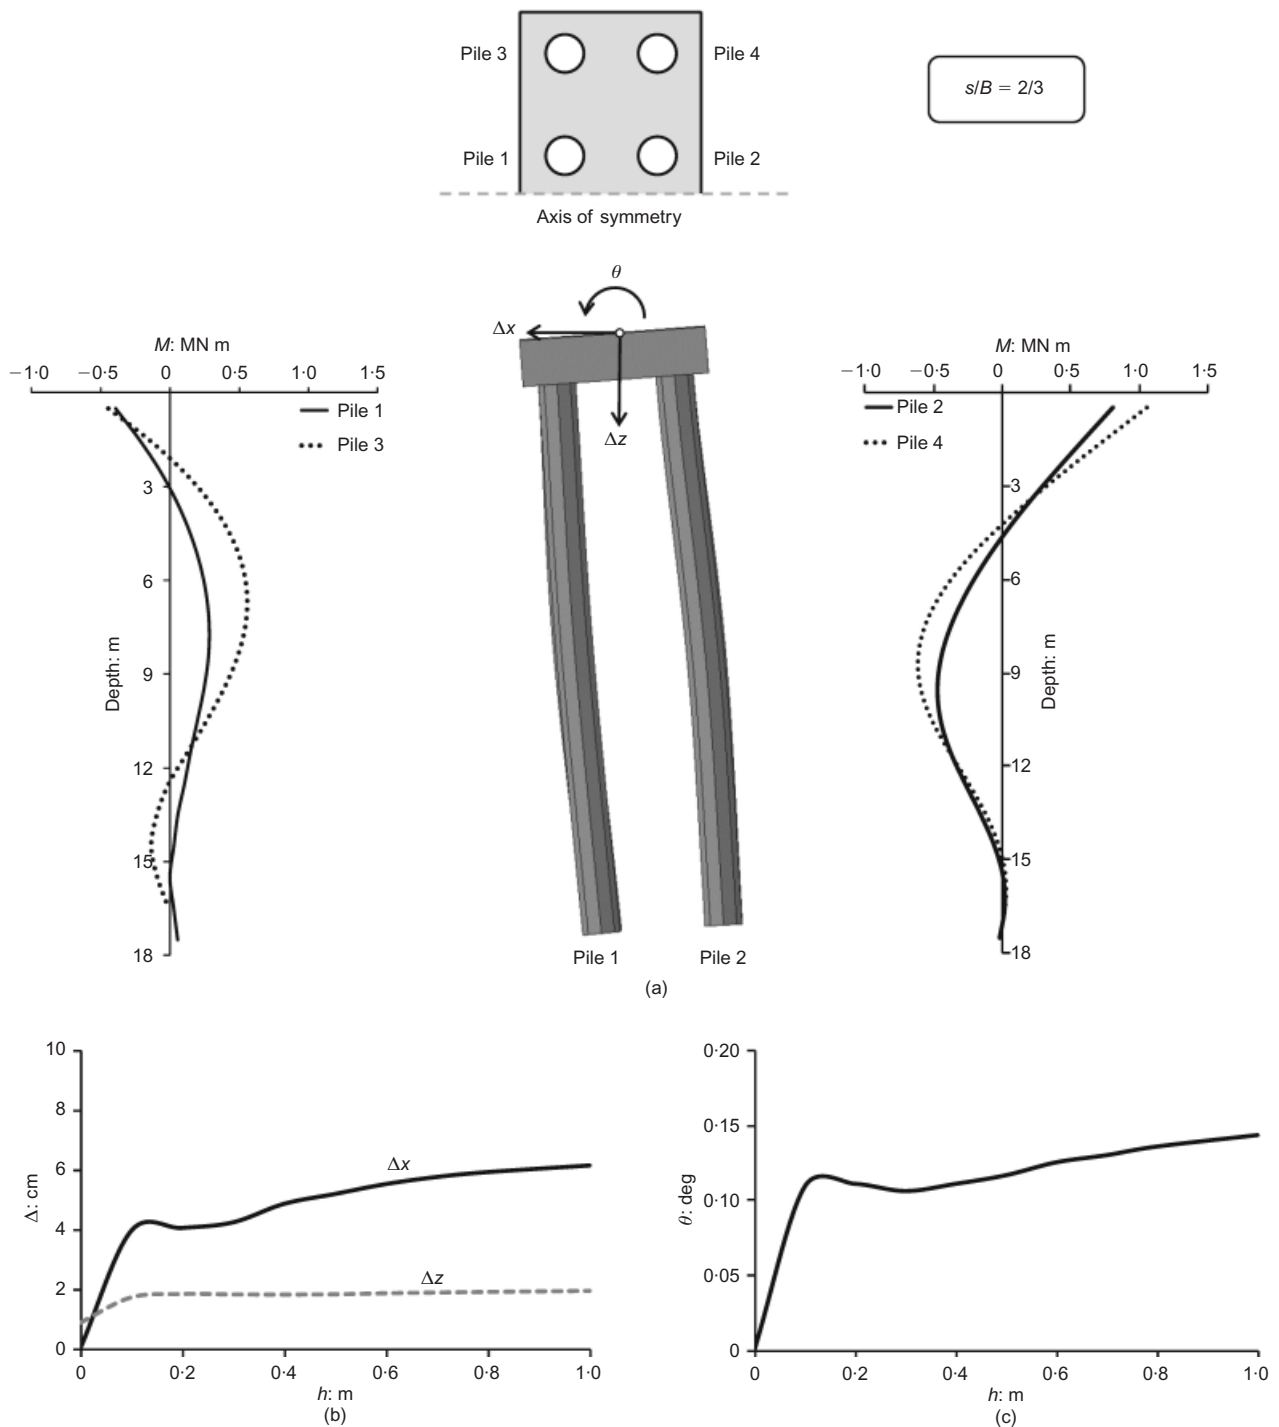 Pile 3 Pile 4
s/B = 2/3
Pile 1 Pile 2
Axis of symmetry
θ
Δx
Δz
M: MN m
−1·0 −0·5 0 0·5 1·0 1·5
Pile 1
Pile 3
3
6
9
12
15
18
Depth: m
Pile 1 Pile 2
M: MN m
−1·0 −0·5 0 0·5 1·0 1·5
Pile 2
Pile 4
3
6
9
12
15
18
Depth: m
(a)
10
8
6
4
2
0
Δ: cm
Δx
Δz
0 0·2 0·4 0·6 0·8 1·0
h: m
(b)
0·20
0·15
0·10
0·05
0
θ: deg
0 0·2 0·4 0·6 0·8 1·0
h: m
(c)